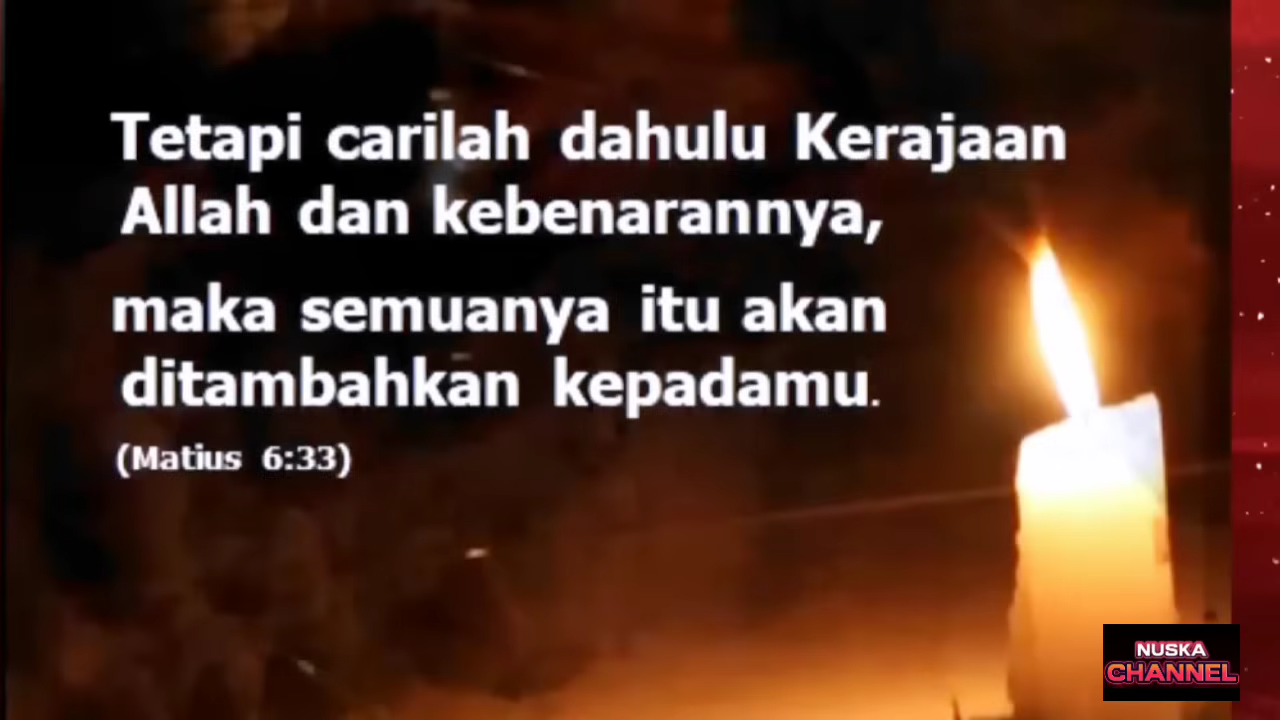 Tetapi carilah dahulu Kerajaan
Allah dan kebenarannya,
maka semuanya itu akan
ditambahkan kepadamu.
(Matius 6:33)
NUSKA
CHANNEL